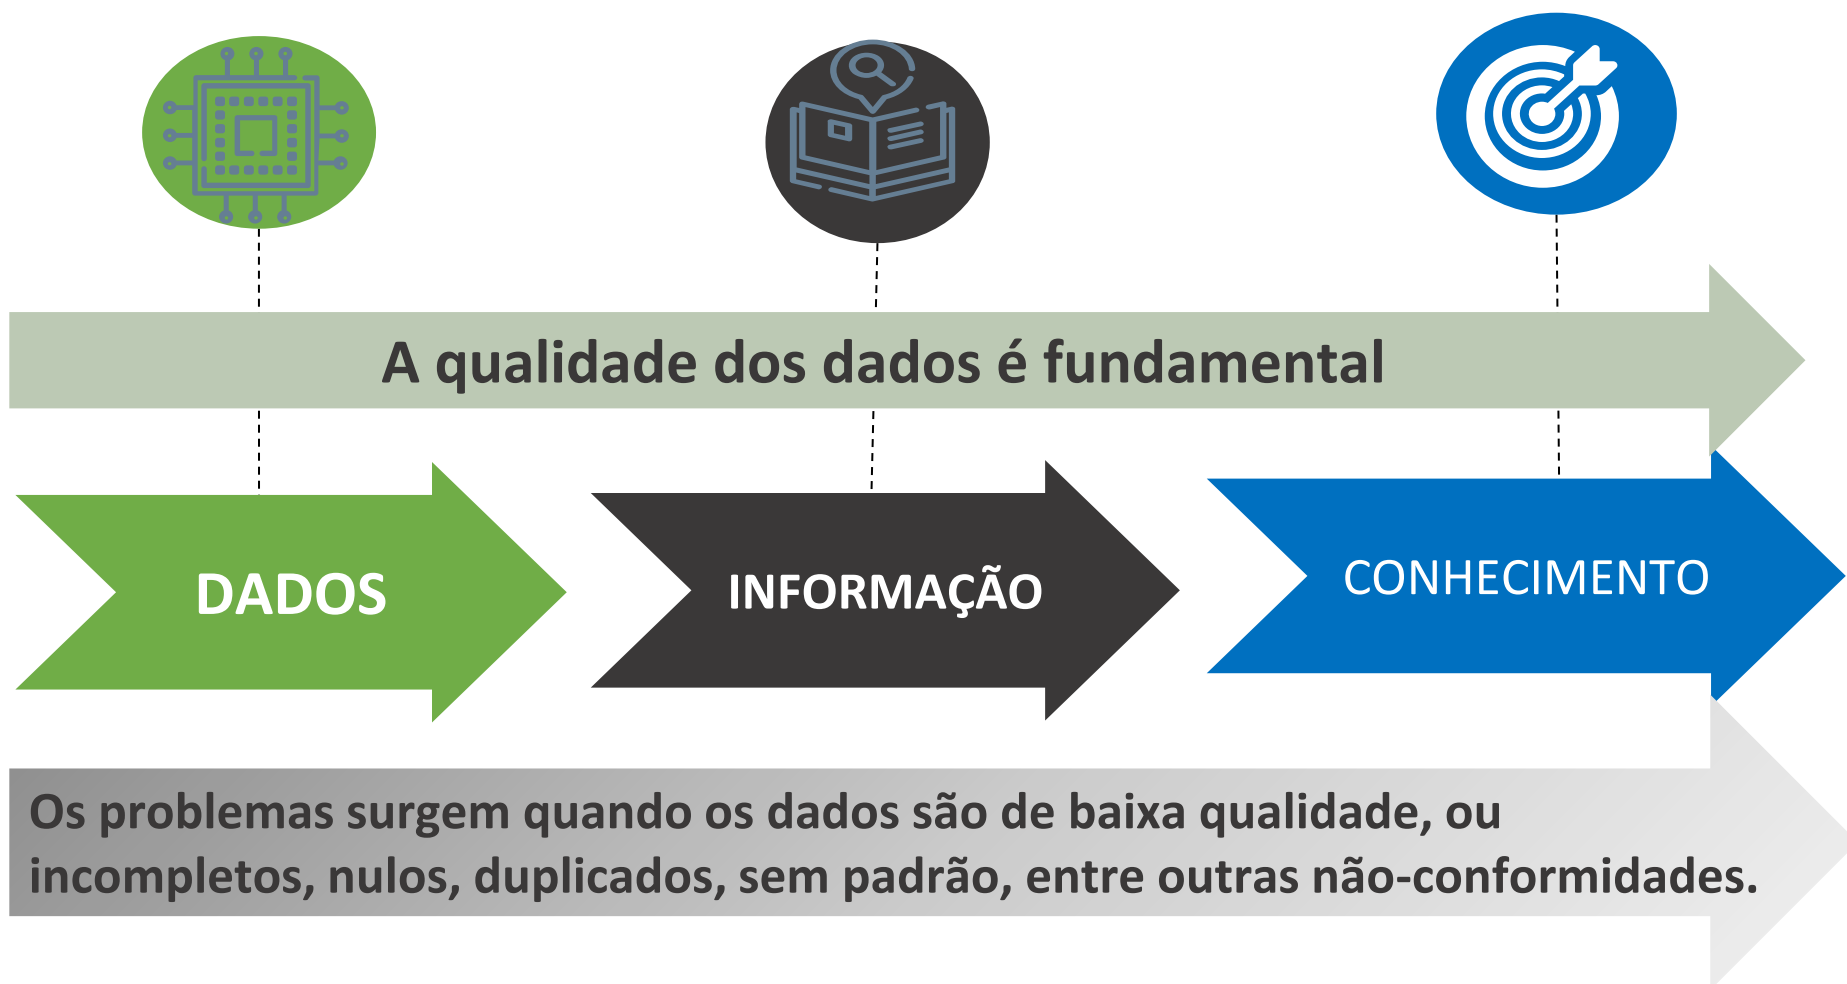 A qualidade dos dados é fundamental
DADOS
INFORMAÇÃO
CONHECIMENTO
Os problemas surgem quando os dados são de baixa qualidade, ou
incompletos, nulos, duplicados, sem padrão, entre outras não-conformidades.